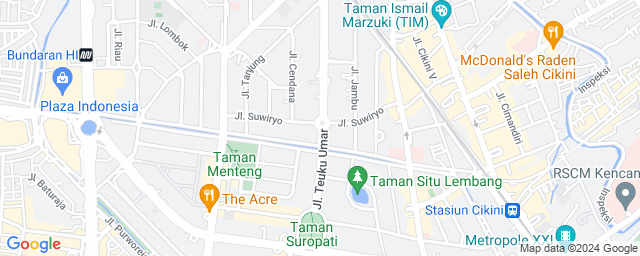 Taman Ismail
Marzuki (TIM)
Jl. Lombok
Jl. Riau
Bundaran HI
Jl. Tanjung
Jl. Cendana
Jl. Jambu
Jl. Cikini V
McDonald's Raden
Saleh Cikini
Inspeksi
Plaza Indonesia
Jl. Cimandiri
Jl. Suwiryo
Jl. Suwiryo
Jl. Teuku Umar
Taman
Menteng
Taman Situ Lembang
RSCM Kencan
Jl. Baturaja
The Acre
Stasiun Cikini
Inspeksi
Taman
Suropati
Jl. Purworejo
Metropole XXI
Google
Map data ©2024 Google